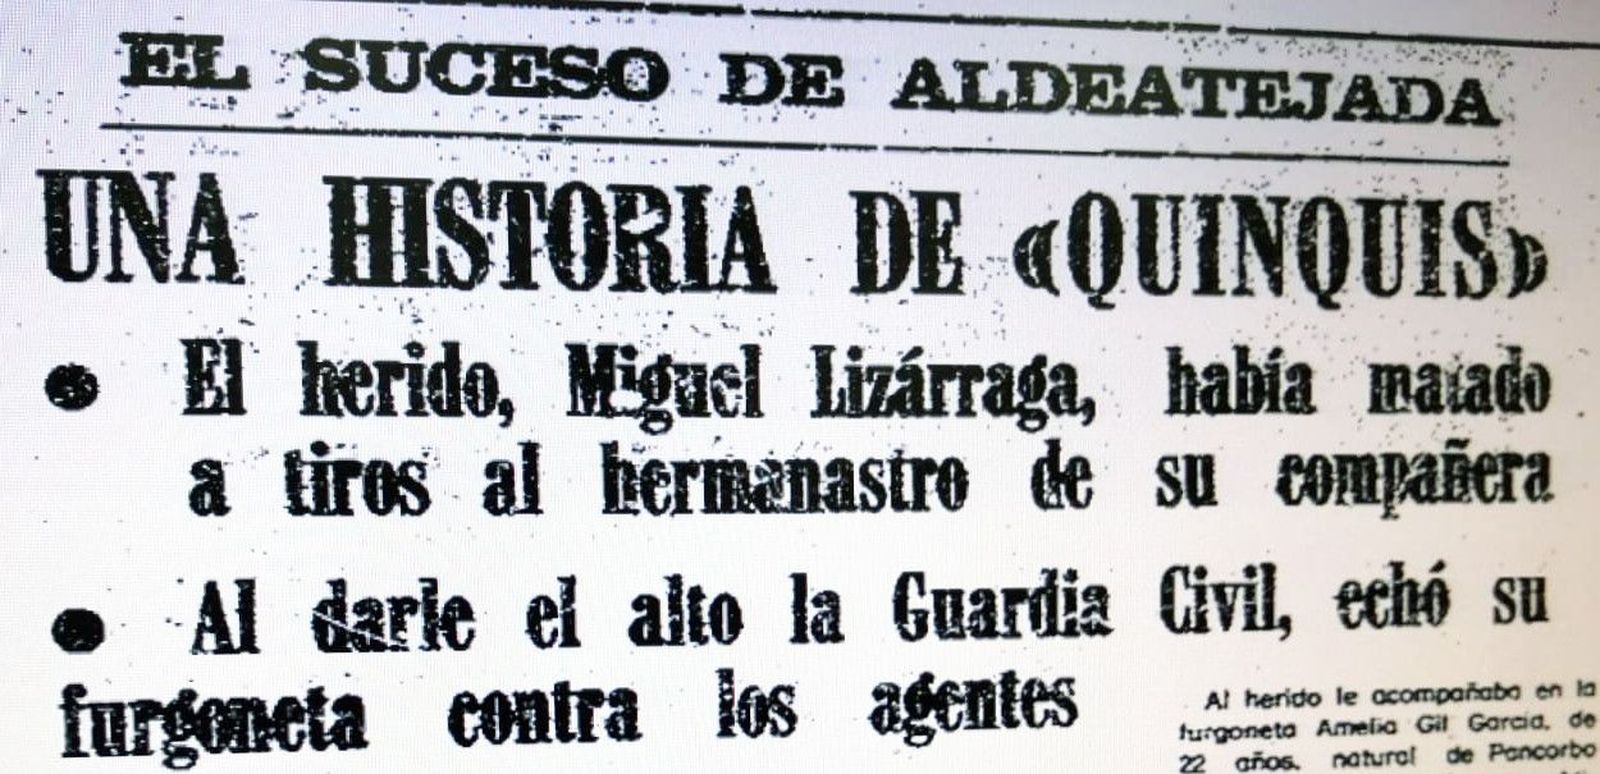 EL SUCESO DE ALDEATEJADA
UNA HISTORIA DE «QUINQUIS»
● El herido, Miguel Lizárraga, había matado
a tiros al hermanastro de su compañera
● Al darle el alto la Guardia Civil, echó su
furgoneta contra los agentes
Al herido le acompañaba en la
furgoneta Amelia Gil García, de
22 años, natural de Pancorbo